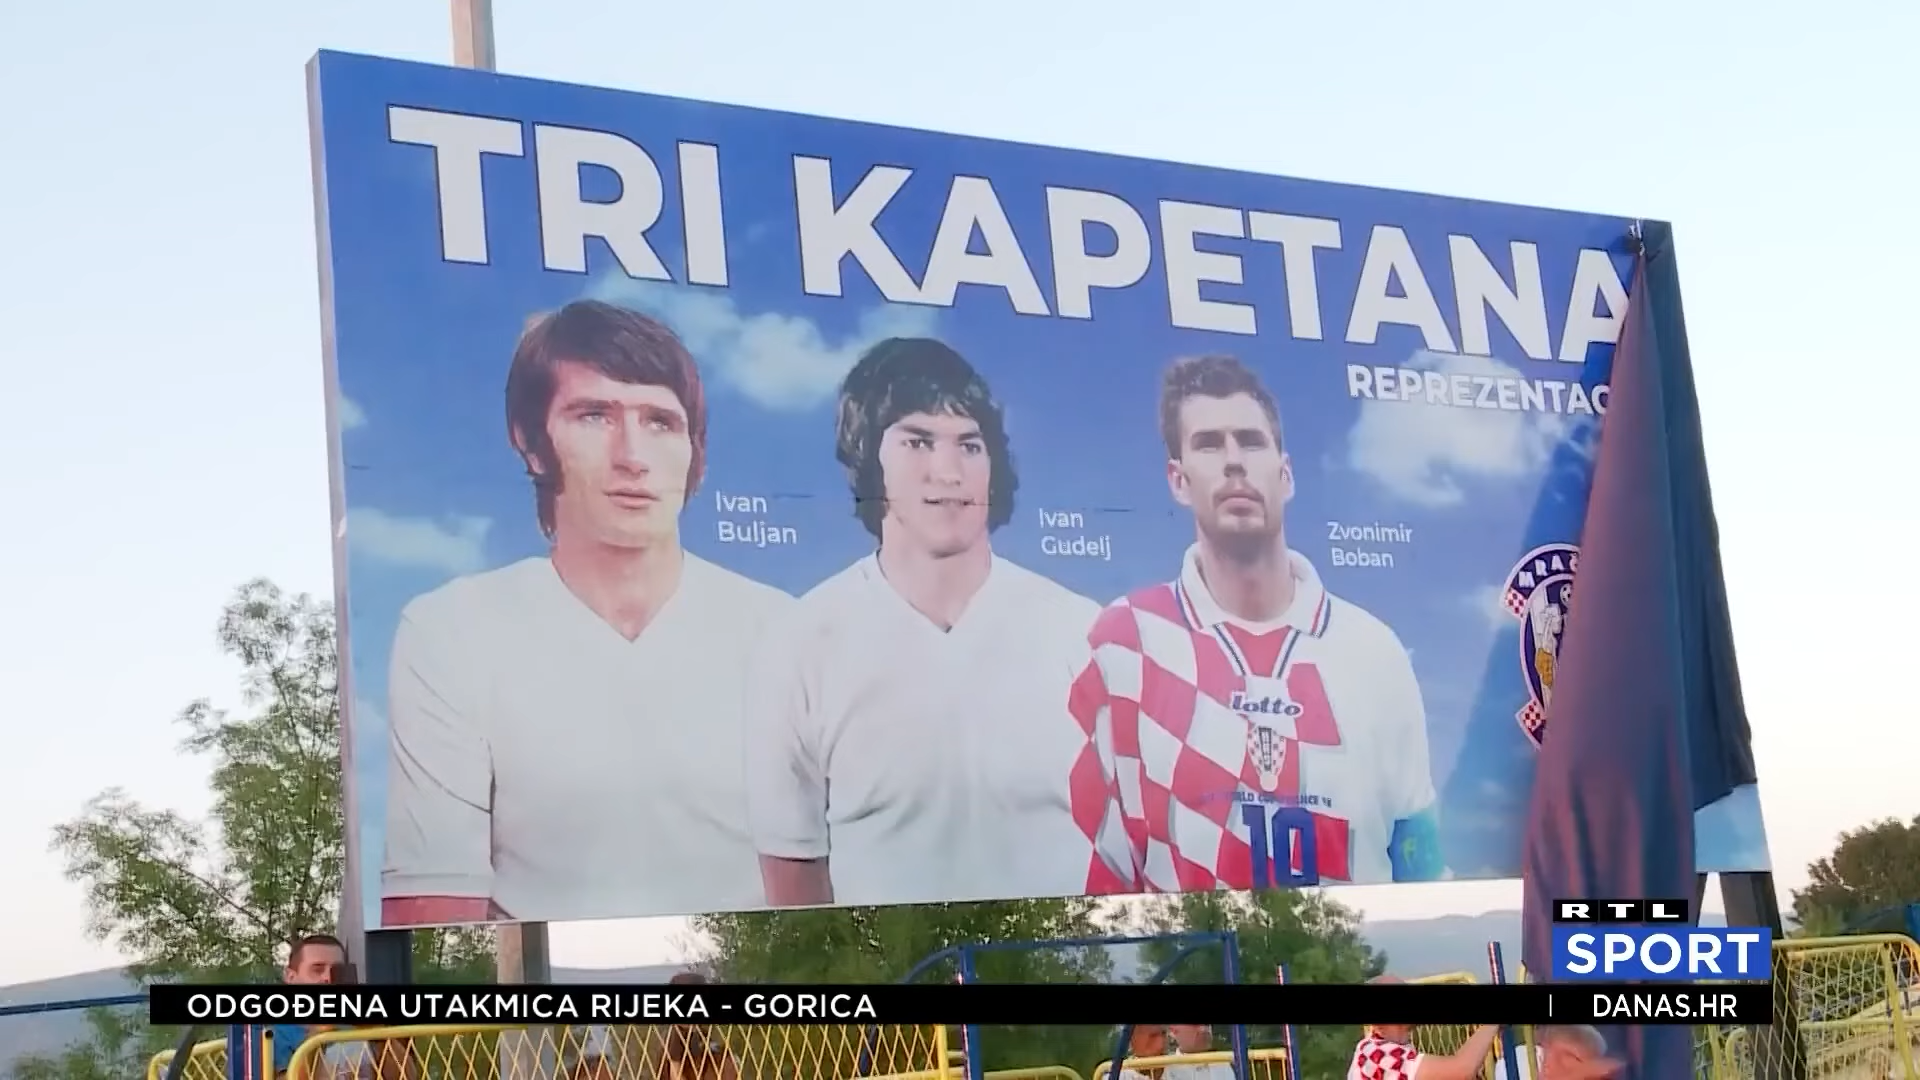 TRI KAPETANA
REPREZENTAC
Ivan
Buljan
Ivan
Gudelj
Zvonimir
Boban
MRAČ
lotto
10
RTL
SPORT
ODGOĐENA UTAKMICA RIJEKA - GORICA
DANAS.HR